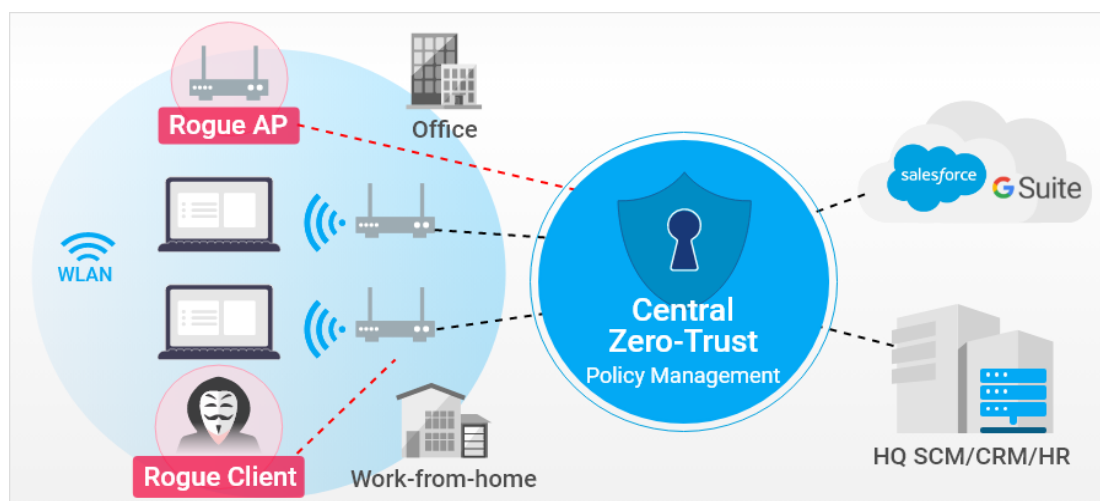 Rogue AP
Office
WLAN
Rogue Client
Work-from-home
Central
Zero-Trust
Policy Management
salesforce
G Suite
HQ SCM/CRM/HR